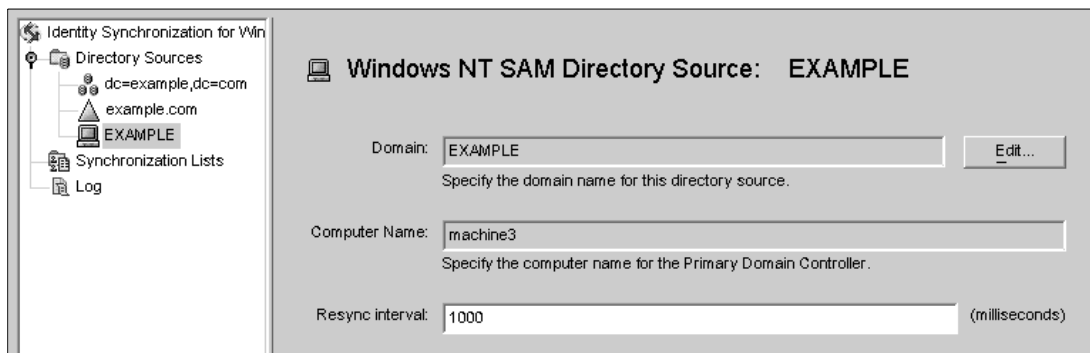 Identity Synchronization for Win
Directory Sources
dc=example,dc=com
example.com
EXAMPLE
Synchronization Lists
Log
Windows NT SAM Directory Source: EXAMPLE
Domain: EXAMPLE Edit...
Specify the domain name for this directory source.
Computer Name: machine3
Specify the computer name for the Primary Domain Controller.
Resync interval: 1000 (milliseconds)